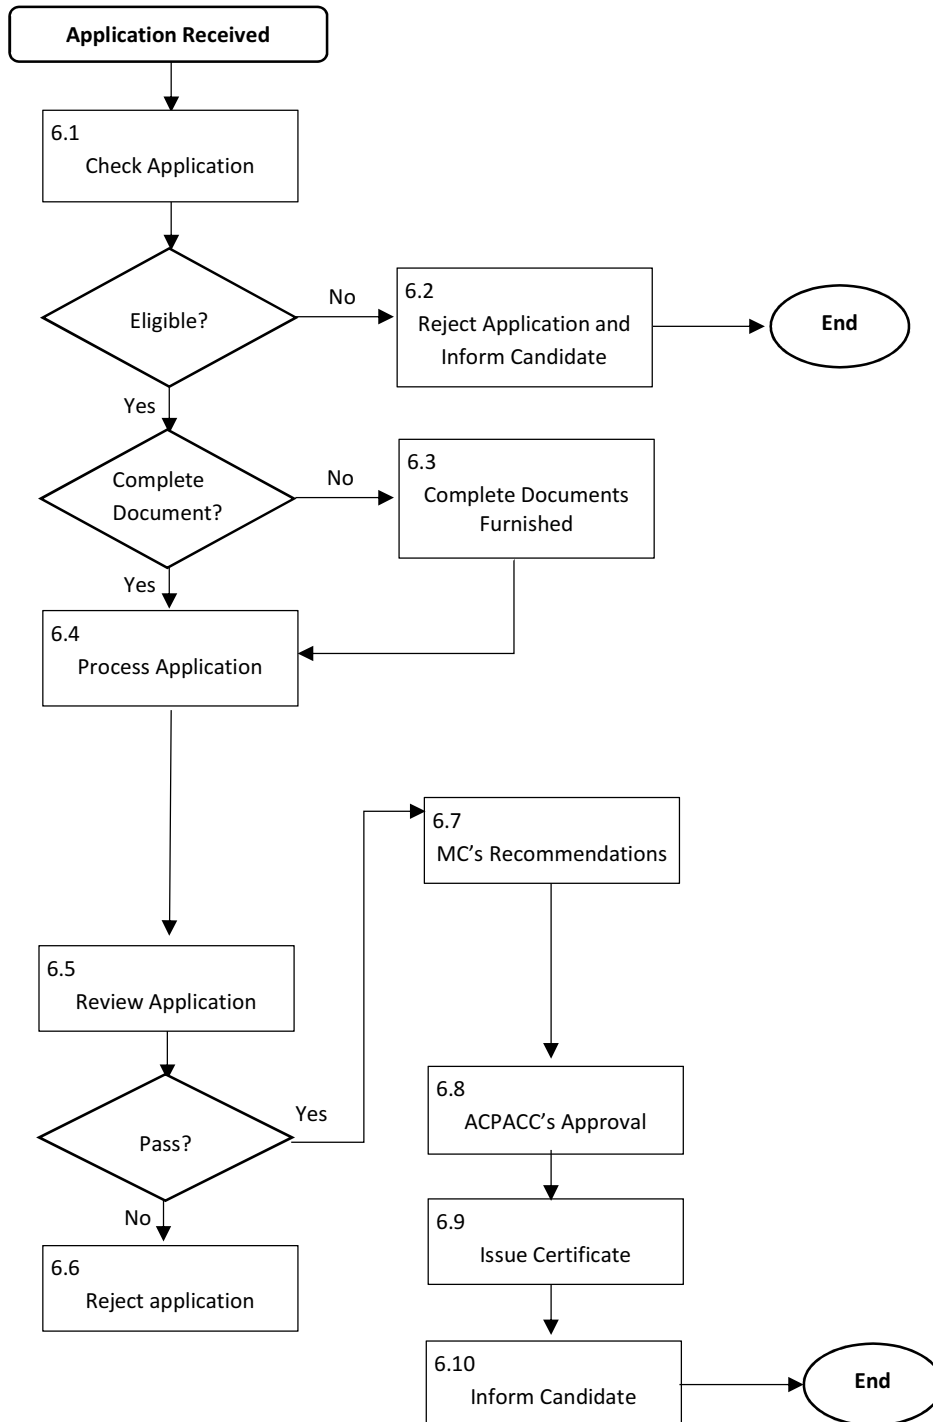 Application Received
6.1
Check Application
Eligible?
No
6.2
Reject Application and
Inform Candidate
End
Yes
Complete
Document?
No
6.3
Complete Documents
Furnished
Yes
6.4
Process Application
6.7
MC’s Recommendations
6.5
Review Application
Pass?
Yes
6.8
ACPACC’s Approval
No
6.6
Reject application
6.9
Issue Certificate
6.10
Inform Candidate
End